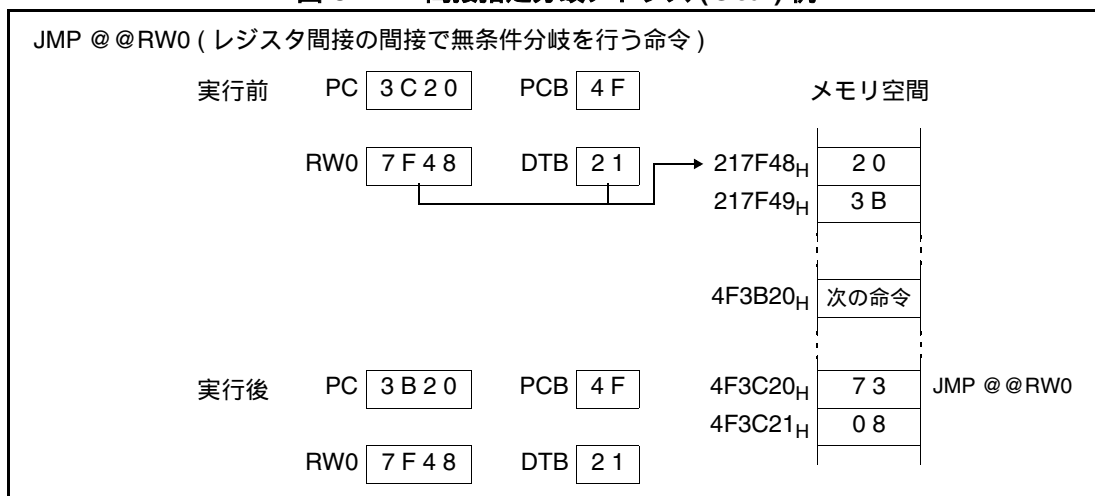 JMP @@RW0 ( レジスタ間接の間接で無条件分岐を行う命令 )
実行前 PC 3C20 PCB 4F メモリ空間
RW0 7F48 DTB 21 217F48H 20
217F49H 3B
4F3B20H 次の命令
実行後 PC 3B20 PCB 4F 4F3C20H 73 JMP @@RW0
4F3C21H 08
RW0 7F48 DTB 21